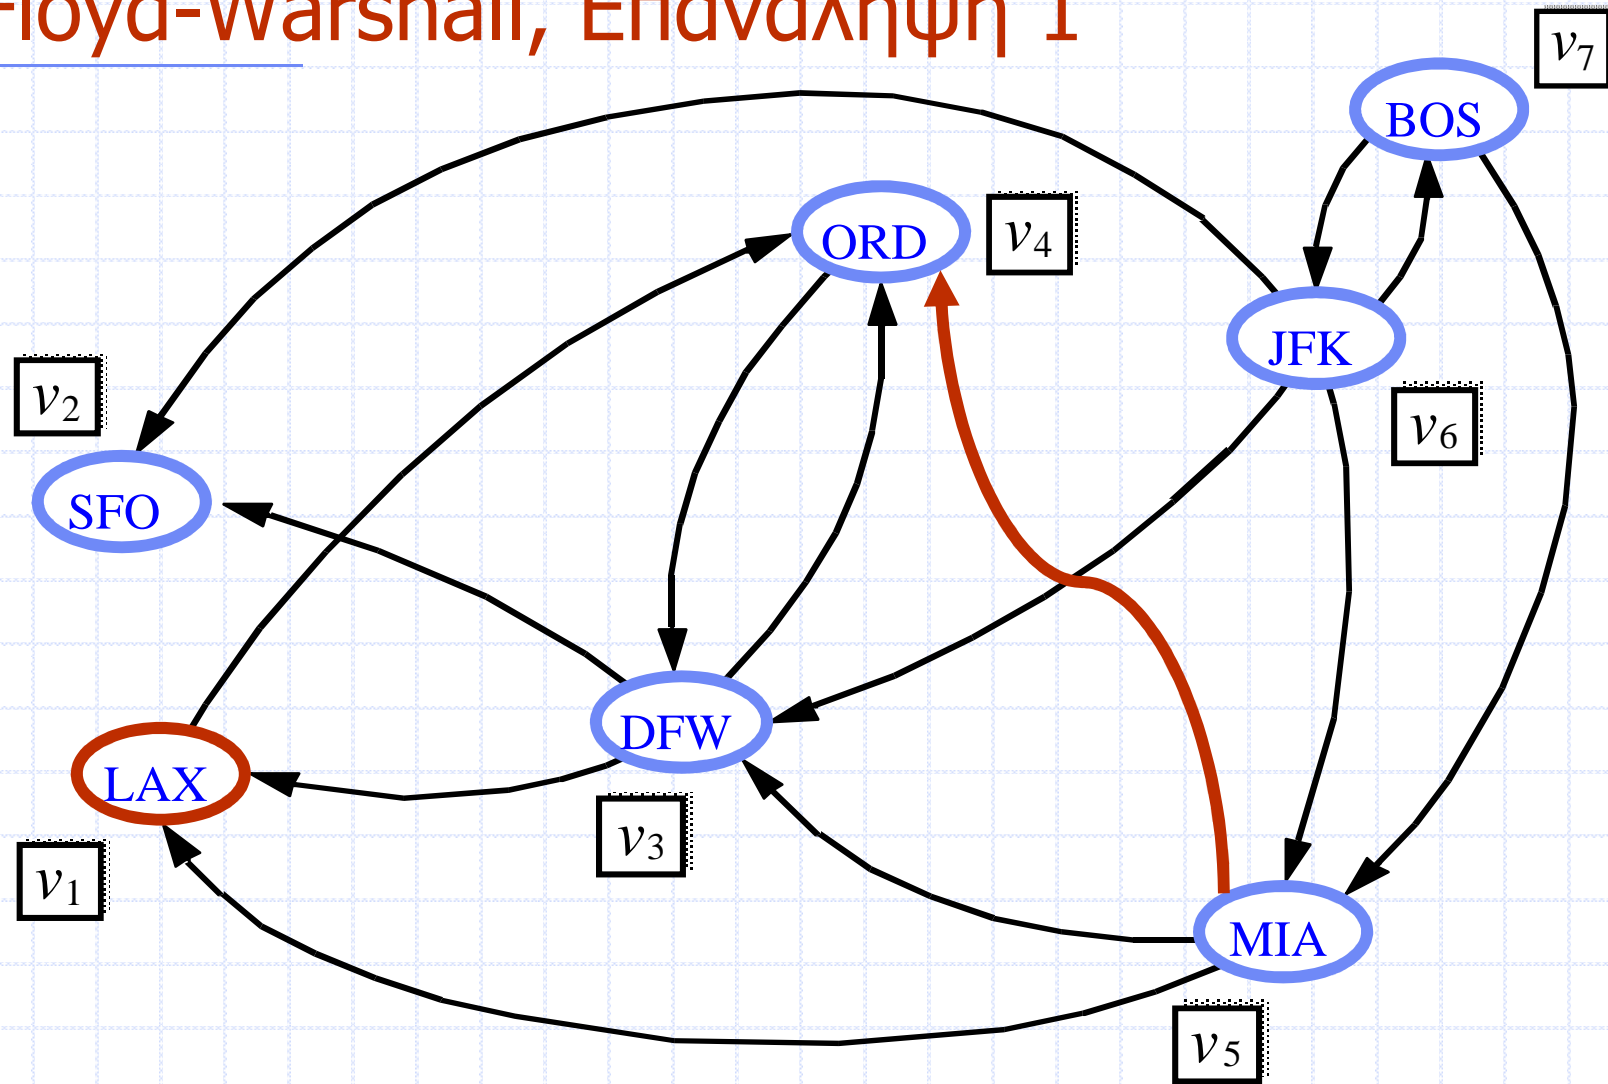 Floyd-Warshall, Επανάληψη 1
v7
BOS
ORD
v4
JFK
v2
v6
SFO
DFW
LAX
v3
v1
MIA
v5